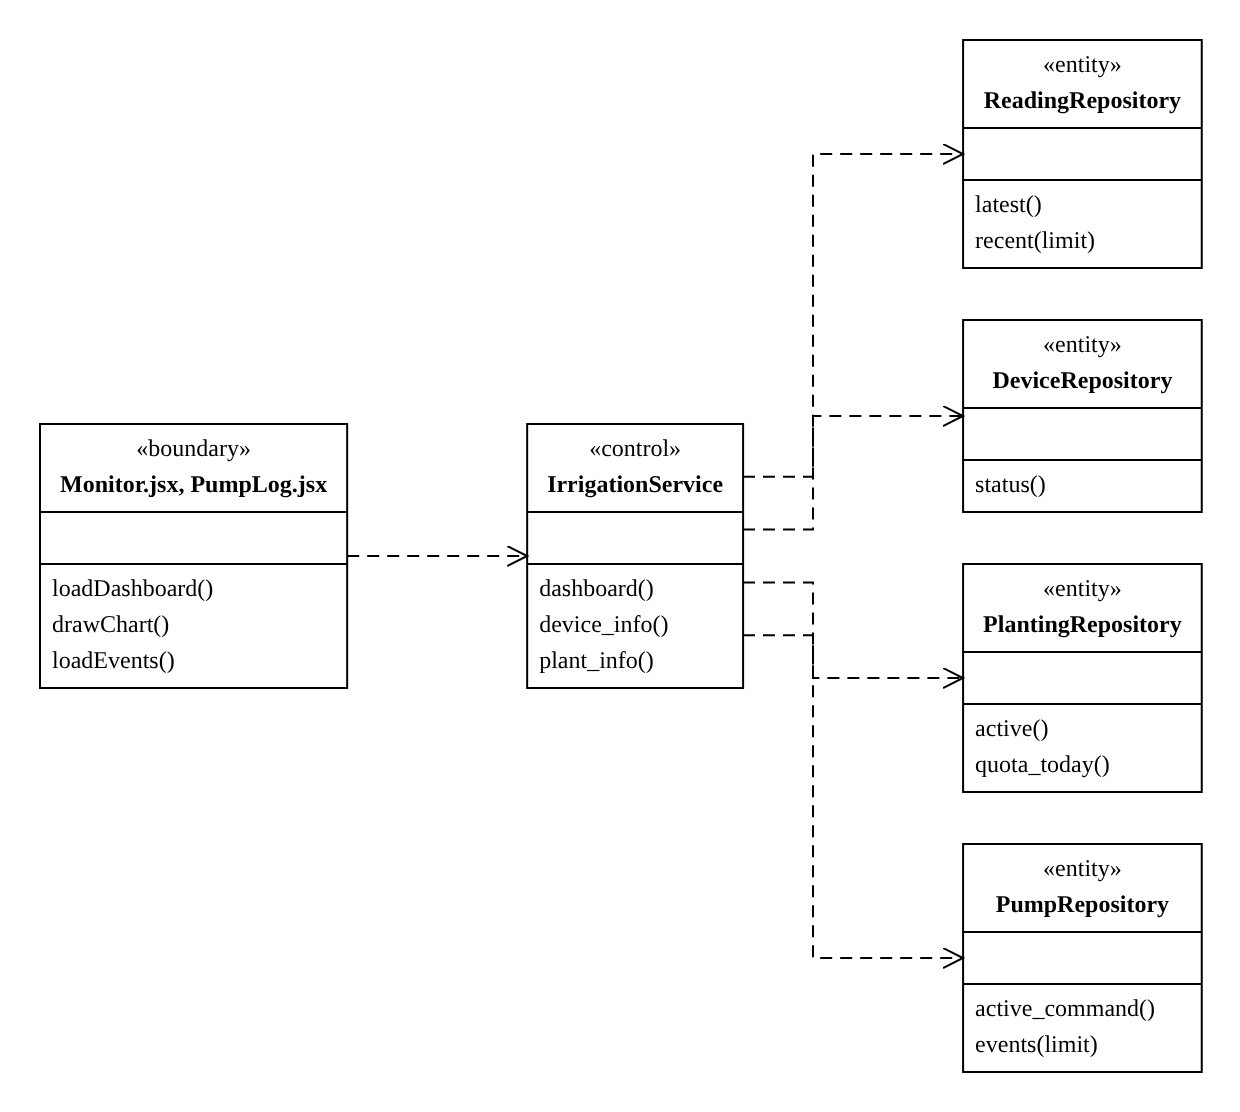 «boundary»
Monitor.jsx, PumpLog.jsx
loadDashboard()
drawChart()
loadEvents()
«control»
IrrigationService
dashboard()
device_info()
plant_info()
«entity»
ReadingRepository
latest()
recent(limit)
«entity»
DeviceRepository
status()
«entity»
PlantingRepository
active()
quota_today()
«entity»
PumpRepository
active_command()
events(limit)